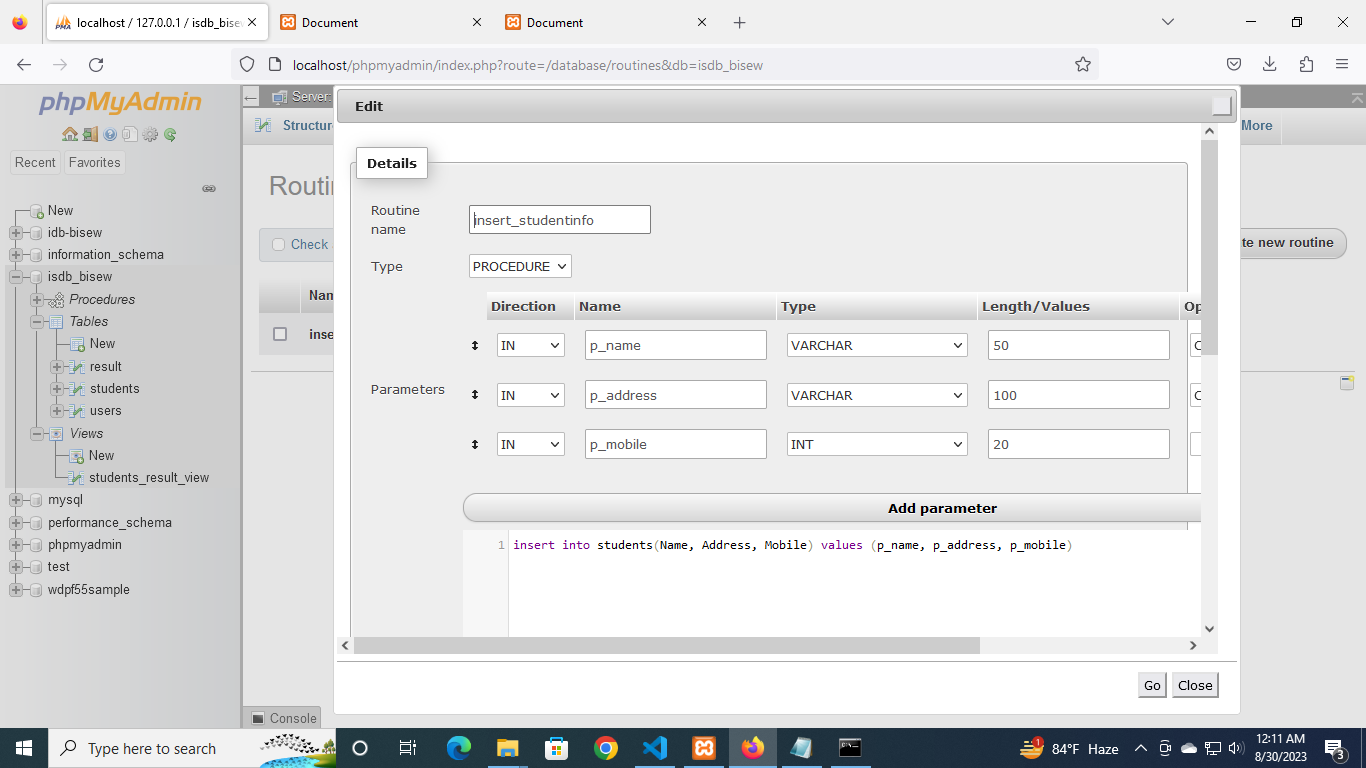 localhost / 127.0.0.1 / isdb_bise
Document
Document
localhost/phpmyadmin/index.php?route=/database/routines&db=isdb_bisew
phpMyAdmin
Recent
Favorites
New
idb-bisew
information_schema
isdb_bisew
Procedures
Tables
New
result
students
users
Views
New
students_result_view
mysql
performance_schema
phpmyadmin
test
wdpf55sample
Server:
Structur
More
Routi
Check
te new routine
Nan
inse
Console
Edit
Details
Routine
name
insert_studentinfo
Type
PROCEDURE
Direction Name Type Length/Values Op
IN p_name VARCHAR 50
Parameters
IN p_address VARCHAR 100
IN p_mobile INT 20
Add parameter
1 insert into students(Name, Address, Mobile) values (p_name, p_address, p_mobile)
Go
Close
Type here to search
1
84°F Haze
12:11 AM
8/30/2023
3